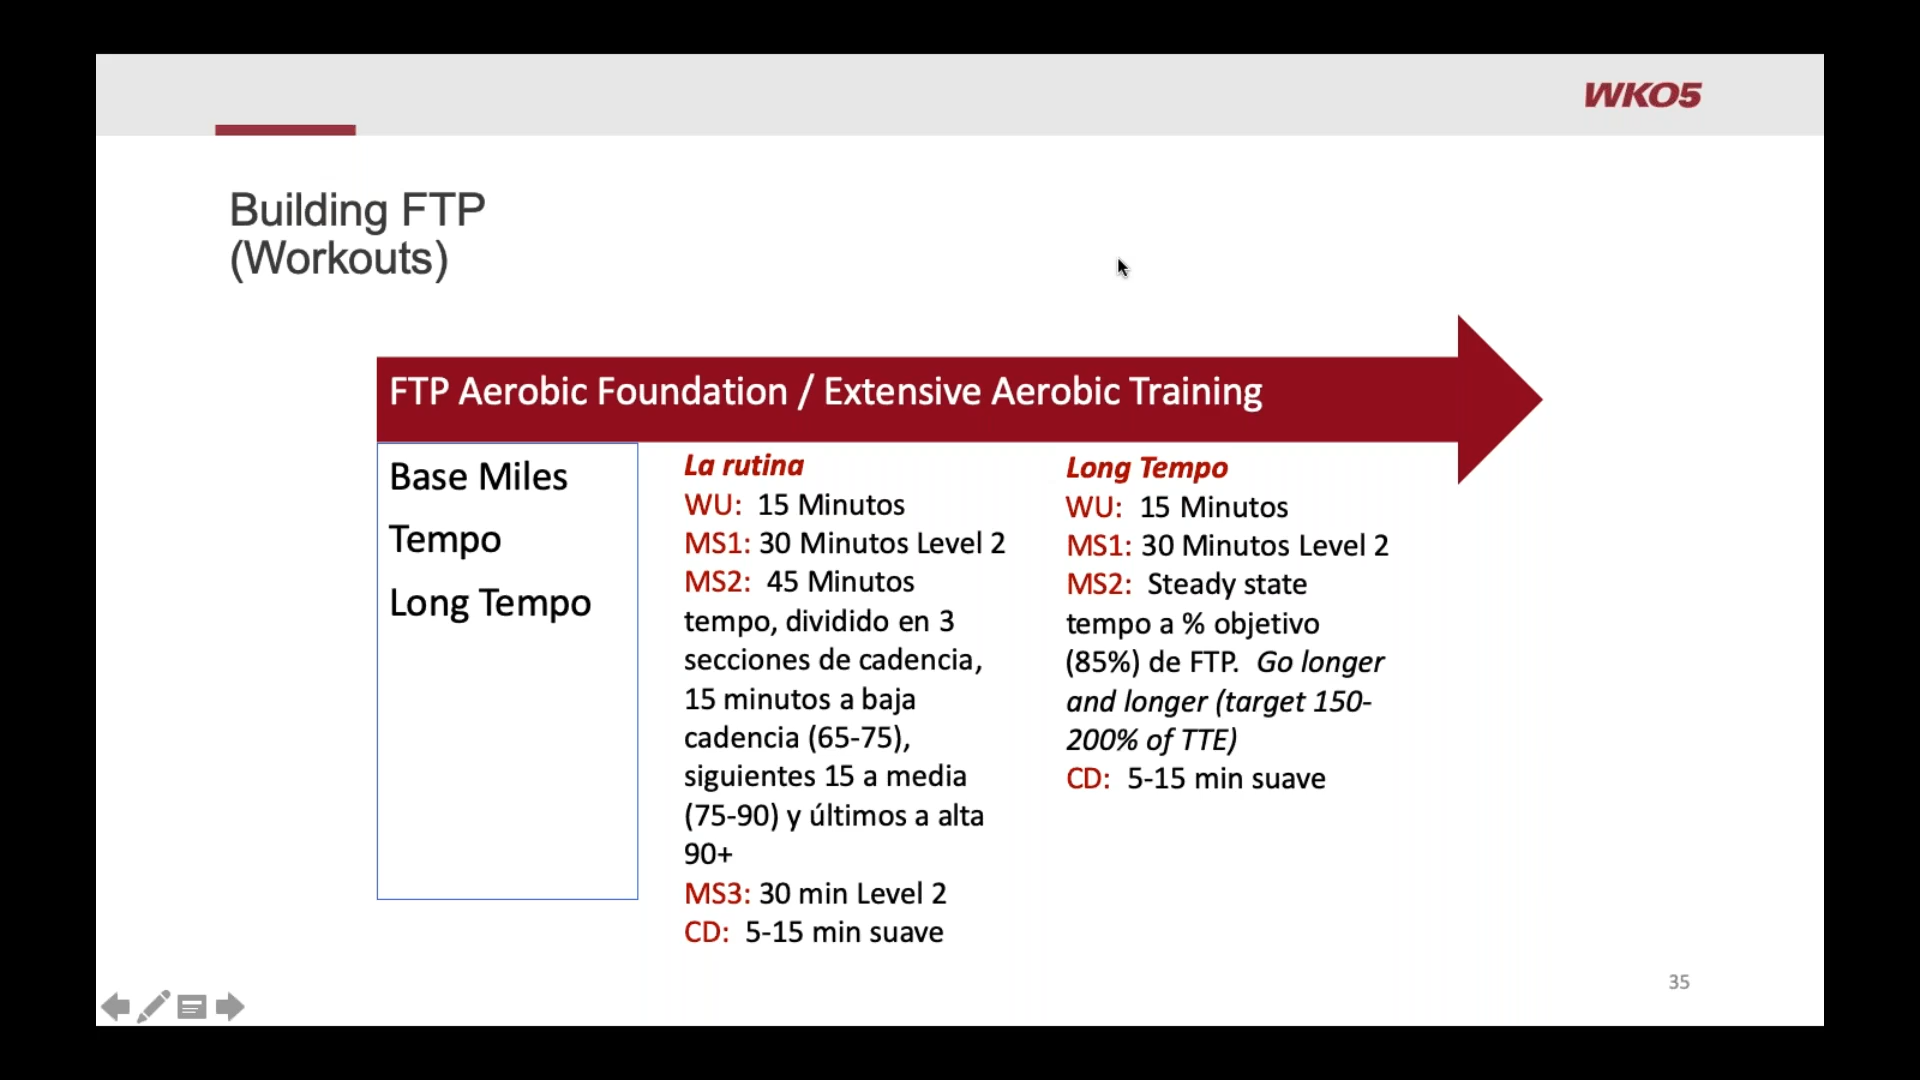 WKO5
Building FTP
(Workouts)
FTP Aerobic Foundation / Extensive Aerobic Training
Base Miles
Tempo
Long Tempo
La rutina
WU: 15 Minutos
MS1: 30 Minutos Level 2
MS2: 45 Minutos
tempo, dividido en 3
secciones de cadencia,
15 minutos a baja
cadencia (65-75),
siguientes 15 a media
(75-90) y últimos a alta
90+
MS3: 30 min Level 2
CD: 5-15 min suave
Long Tempo
WU: 15 Minutos
MS1: 30 Minutos Level 2
MS2: Steady state
tempo a % objetivo
(85%) de FTP. Go longer
and longer (target 150-
200% of TTE)
CD: 5-15 min suave
35